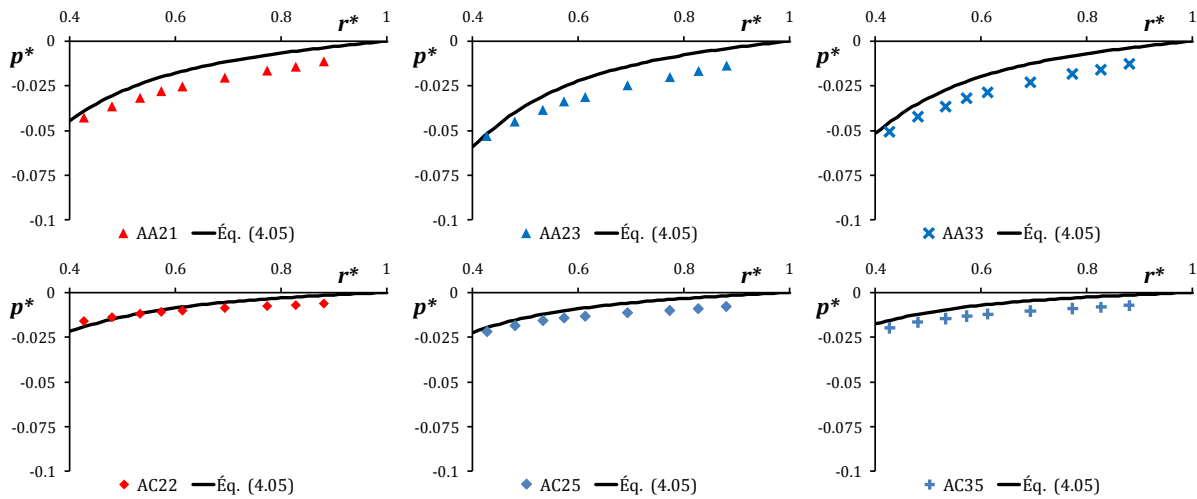 0.4 0.6 0.8 1
r*
p*
0
-0.025
-0.05
-0.075
-0.1
AA21 Éq. (4.05)
0.4 0.6 0.8 1
r*
p*
0
-0.025
-0.05
-0.075
-0.1
AA23 Éq. (4.05)
0.4 0.6 0.8 1
r*
p*
0
-0.025
-0.05
-0.075
-0.1
AA33 Éq. (4.05)
0.4 0.6 0.8 1
r*
p*
0
-0.025
-0.05
-0.075
-0.1
AC22 Éq. (4.05)
0.4 0.6 0.8 1
r*
p*
0
-0.025
-0.05
-0.075
-0.1
AC25 Éq. (4.05)
0.4 0.6 0.8 1
r*
p*
0
-0.025
-0.05
-0.075
-0.1
AC35 Éq. (4.05)